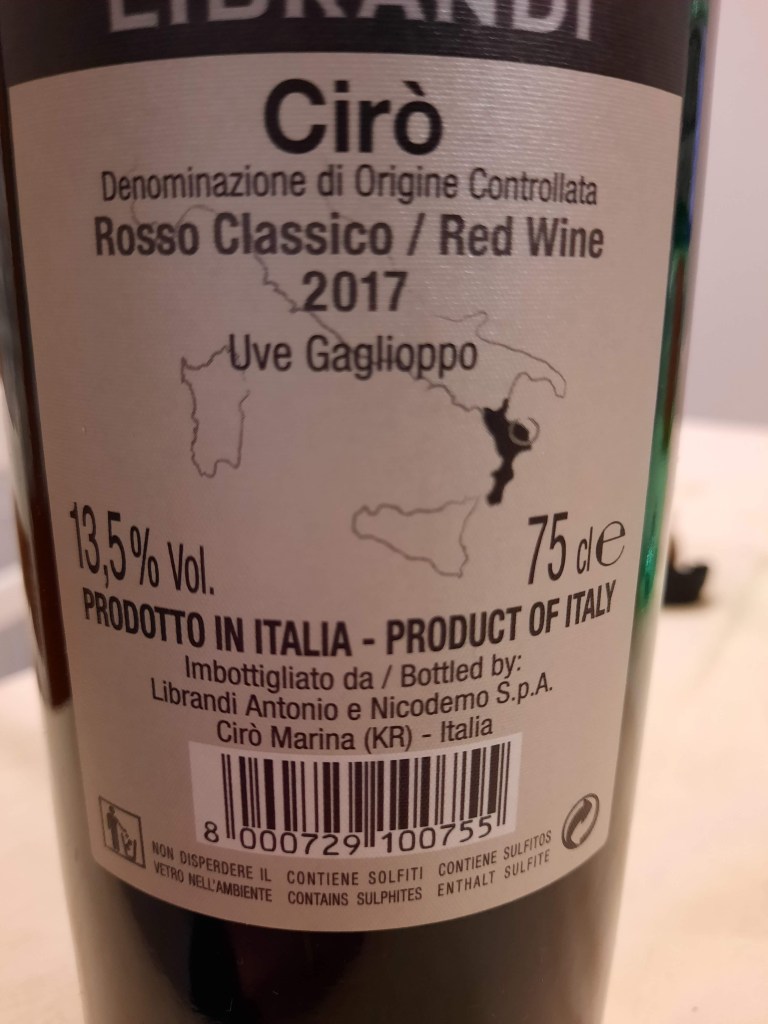 LIBRANDI
Cirò
Denominazione di Origine Controllata
Rosso Classico / Red Wine
2017
Uve Gaglioppo
13,5% Vol.
75 cl e
PRODOTTO IN ITALIA - PRODUCT OF ITALY
Imbottigliato da / Bottled by:
Librandi Antonio e Nicodemo S.p.A.
Cirò Marina (KR) - Italia
8 000729 100755
NON DISPERDERE IL
VETRO NELL'AMBIENTE
CONTIENE SOLFITI
CONTAINS SULPHITES
CONTIENE SULFITOS
ENTHALT SULFITE